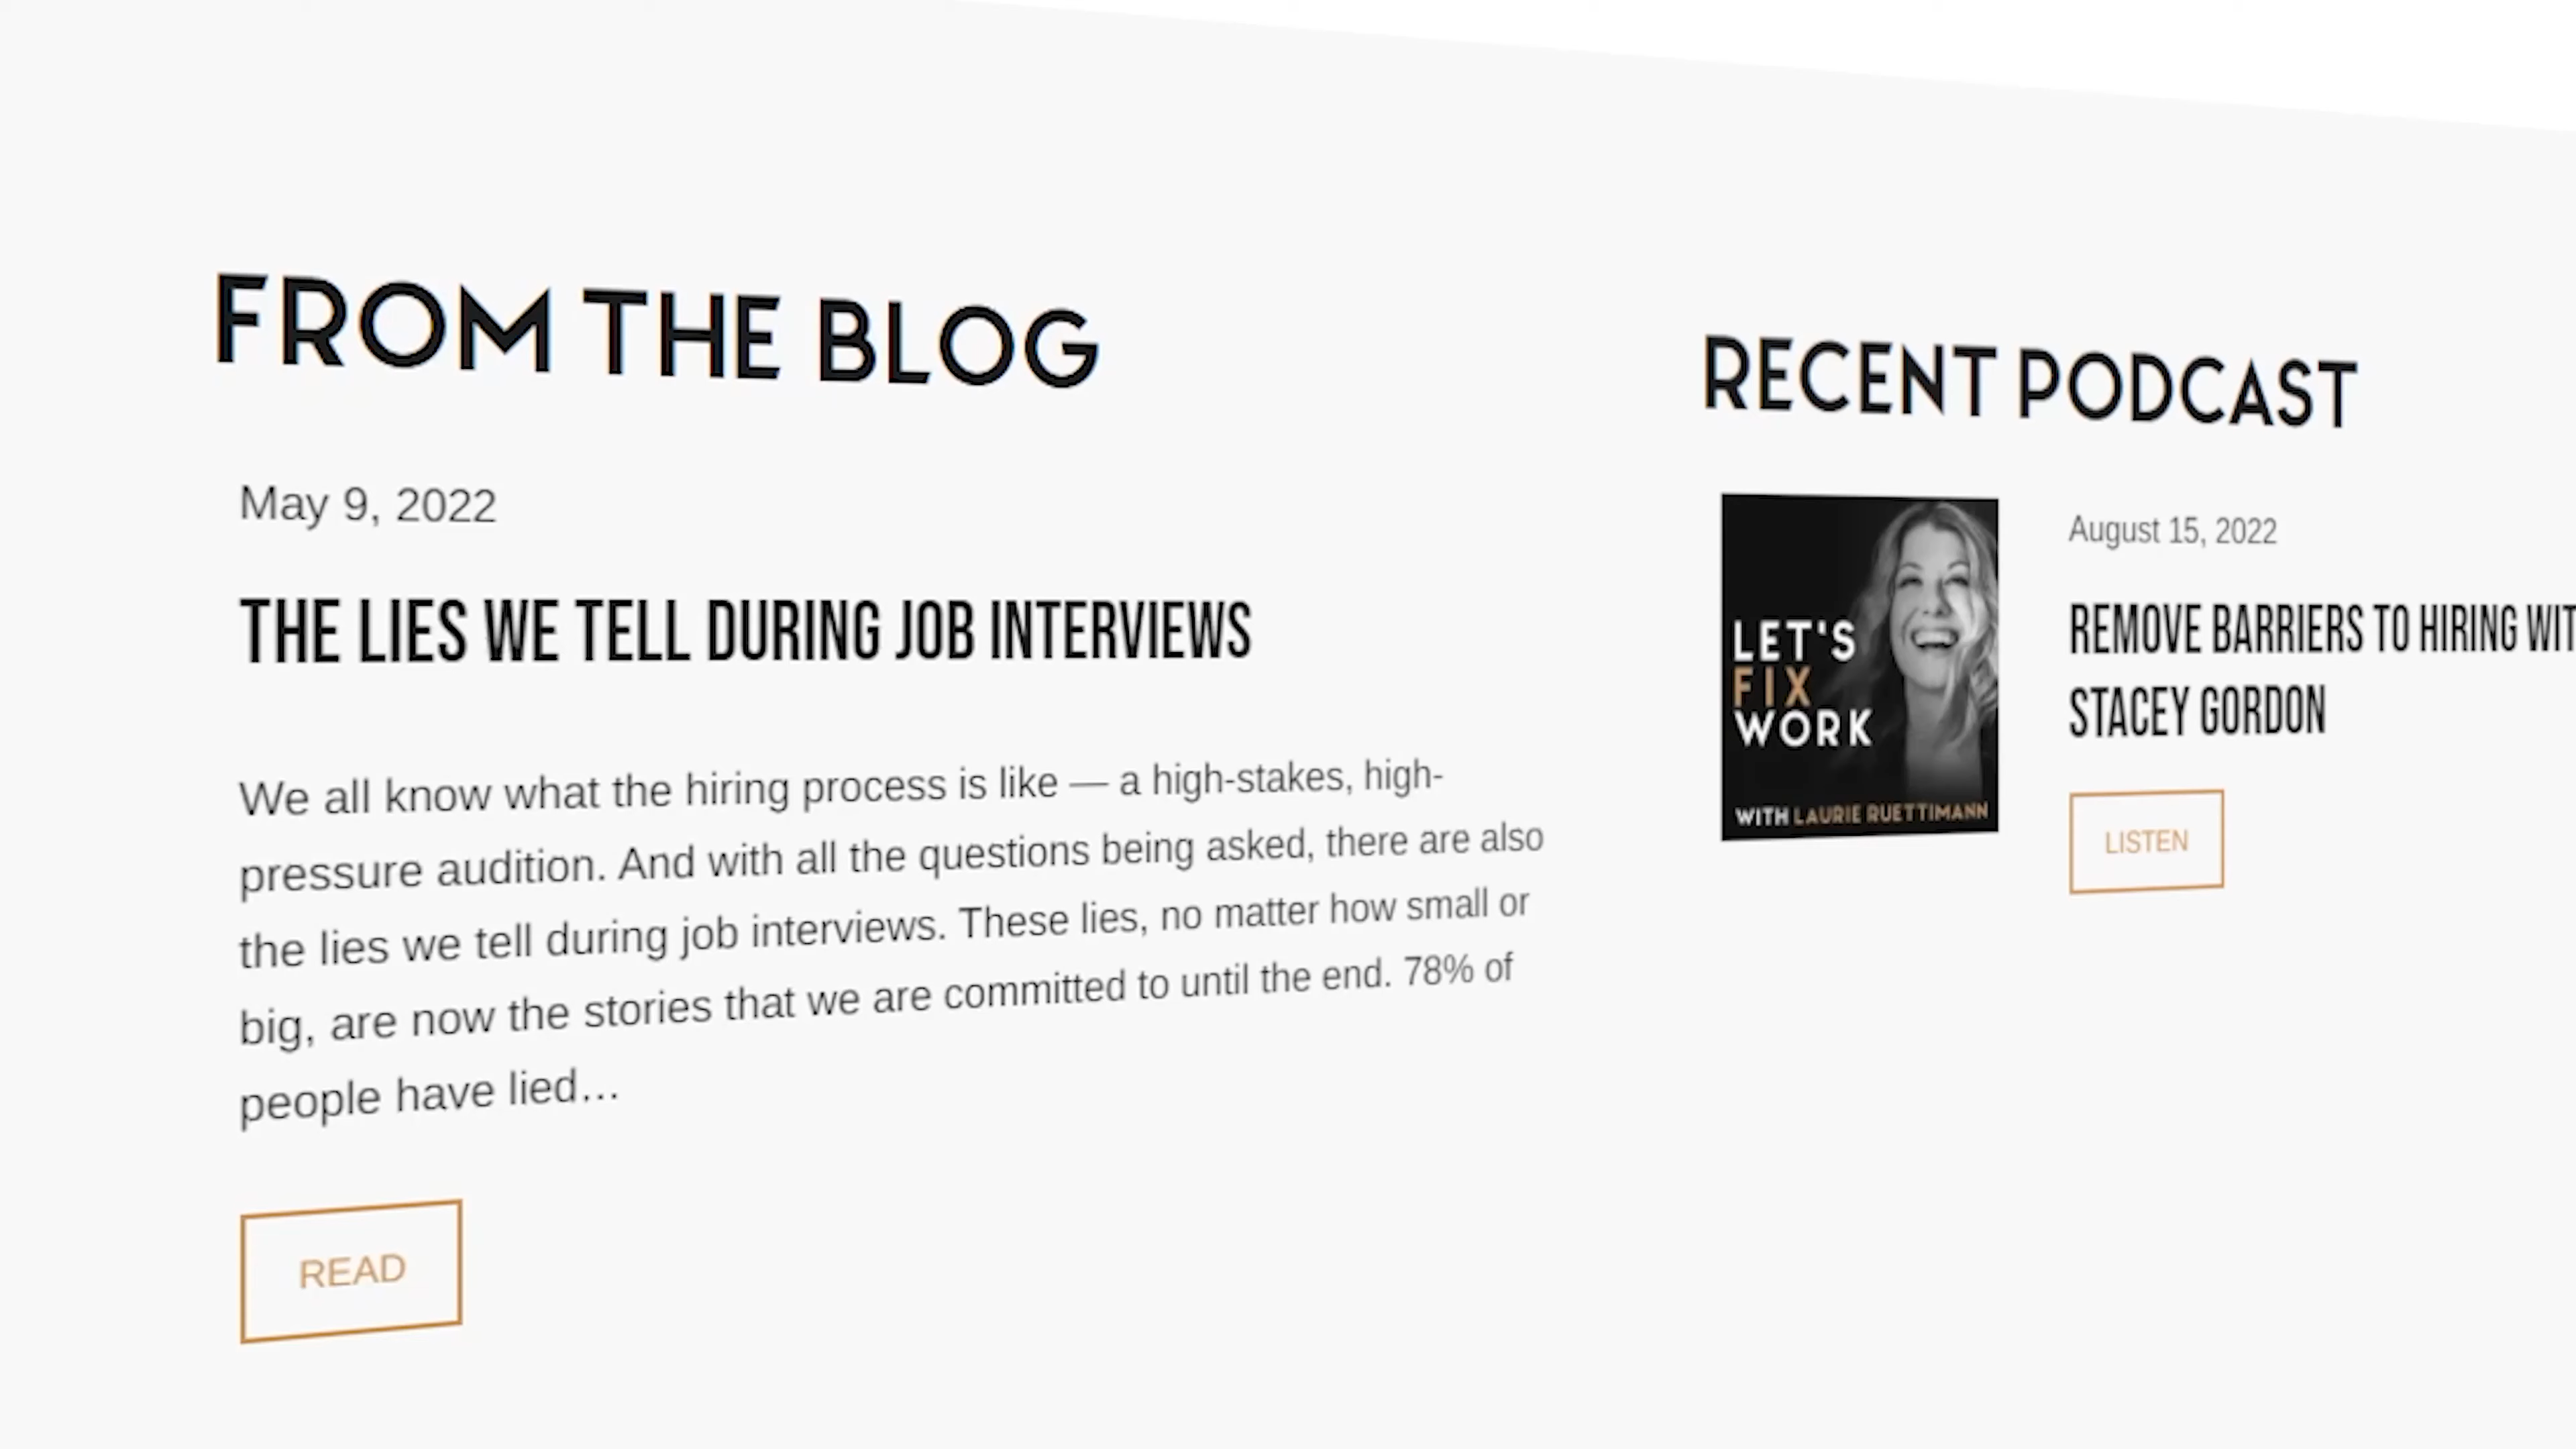 FROM THE BLOG
May 9, 2022
THE LIES WE TELL DURING JOB INTERVIEWS
We all know what the hiring process is like — a high-stakes, high-
pressure audition. And with all the questions being asked, there are also
the lies we tell during job interviews. These lies, no matter how small or
big, are now the stories that we are committed to until the end. 78% of
people have lied…
READ
RECENT PODCAST
LET'S
FIX
WORK
WITH LAURIE RUETTIMANN
August 15, 2022
REMOVE BARRIERS TO HIRING WIT
STACEY GORDON
LISTEN